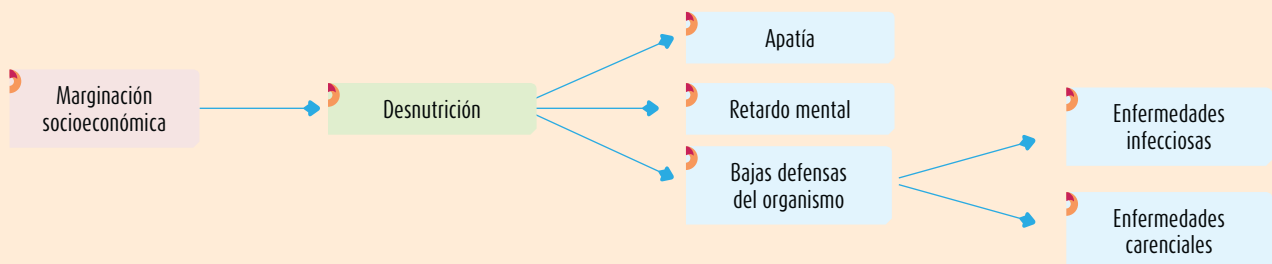 Marginación
socioeconómica
Desnutrición
Apatía
Retardo mental
Bajas defensas
del organismo
Enfermedades
infecciosas
Enfermedades
carenciales